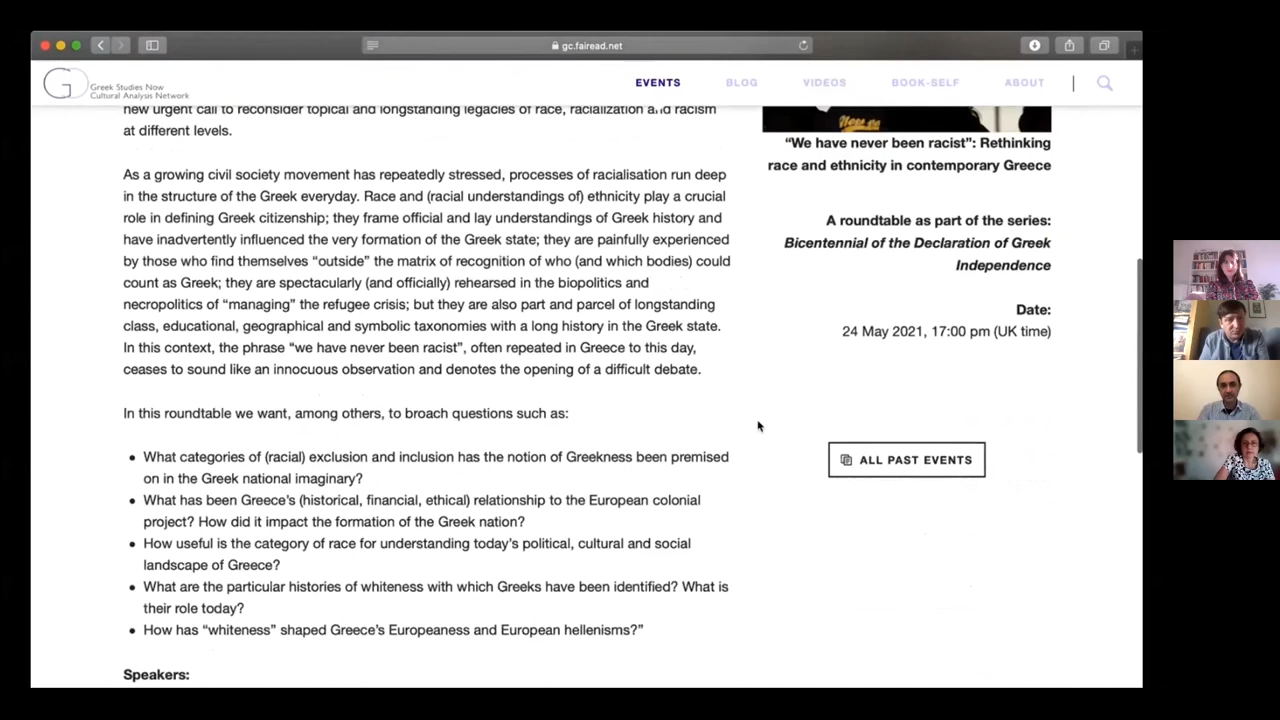 gc.fairead.net
Greek Studies Now
Cultural Analysis Network
EVENTS
BLOG
VIDEOS
BOOK-SELF
ABOUT
new urgent call to reconsider topical and longstanding legacies of race, racialization and racism
at different levels.
As a growing civil society movement has repeatedly stressed, processes of racialisation run deep
in the structure of the Greek everyday. Race and (racial understandings of) ethnicity play a crucial
role in defining Greek citizenship; they frame official and lay understandings of Greek history and
have inadvertently influenced the very formation of the Greek state; they are painfully experienced
by those who find themselves “outside” the matrix of recognition of who (and which bodies) could
count as Greek; they are spectacularly (and officially) rehearsed in the biopolitics and
necropolitics of “managing” the refugee crisis; but they are also part and parcel of longstanding
class, educational, geographical and symbolic taxonomies with a long history in the Greek state.
In this context, the phrase “we have never been racist”, often repeated in Greece to this day,
ceases to sound like an innocuous observation and denotes the opening of a difficult debate.
In this roundtable we want, among others, to broach questions such as:
• What categories of (racial) exclusion and inclusion has the notion of Greekness been premised
on in the Greek national imaginary?
• What has been Greece’s (historical, financial, ethical) relationship to the European colonial
project? How did it impact the formation of the Greek nation?
• How useful is the category of race for understanding today’s political, cultural and social
landscape of Greece?
• What are the particular histories of whiteness with which Greeks have been identified? What is
their role today?
• How has “whiteness” shaped Greece’s Europeaness and European hellenisms?”
Speakers:
“We have never been racist”: Rethinking
race and ethnicity in contemporary Greece
A roundtable as part of the series:
Bicentennial of the Declaration of Greek
Independence
Date:
24 May 2021, 17:00 pm (UK time)
ALL PAST EVENTS